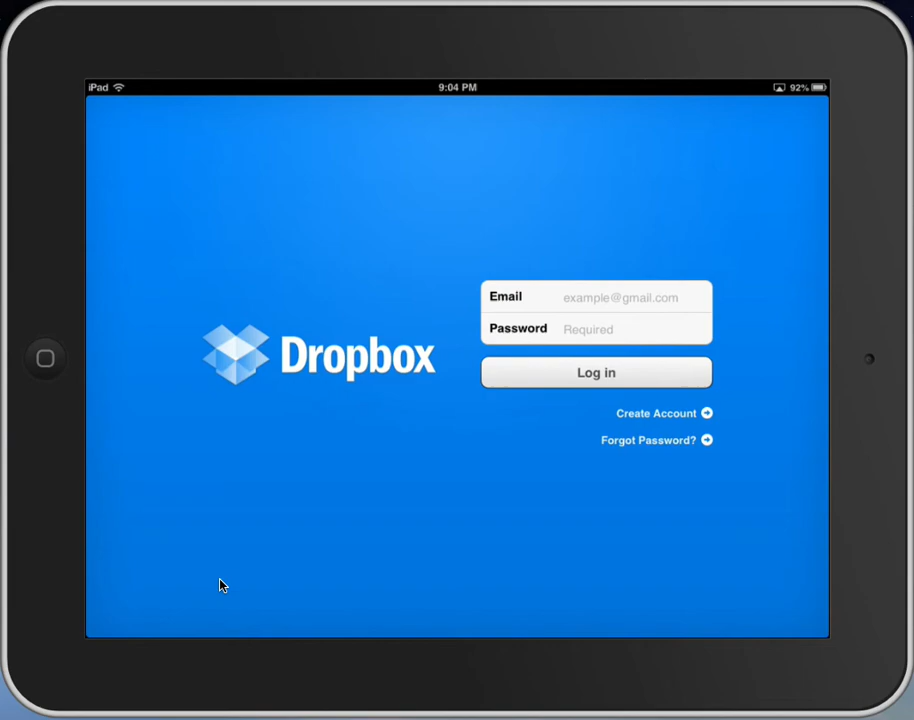 iPad 9:04 PM 92%
Email example@gmail.com
Password Required
Dropbox
Log in
Create Account
Forgot Password?